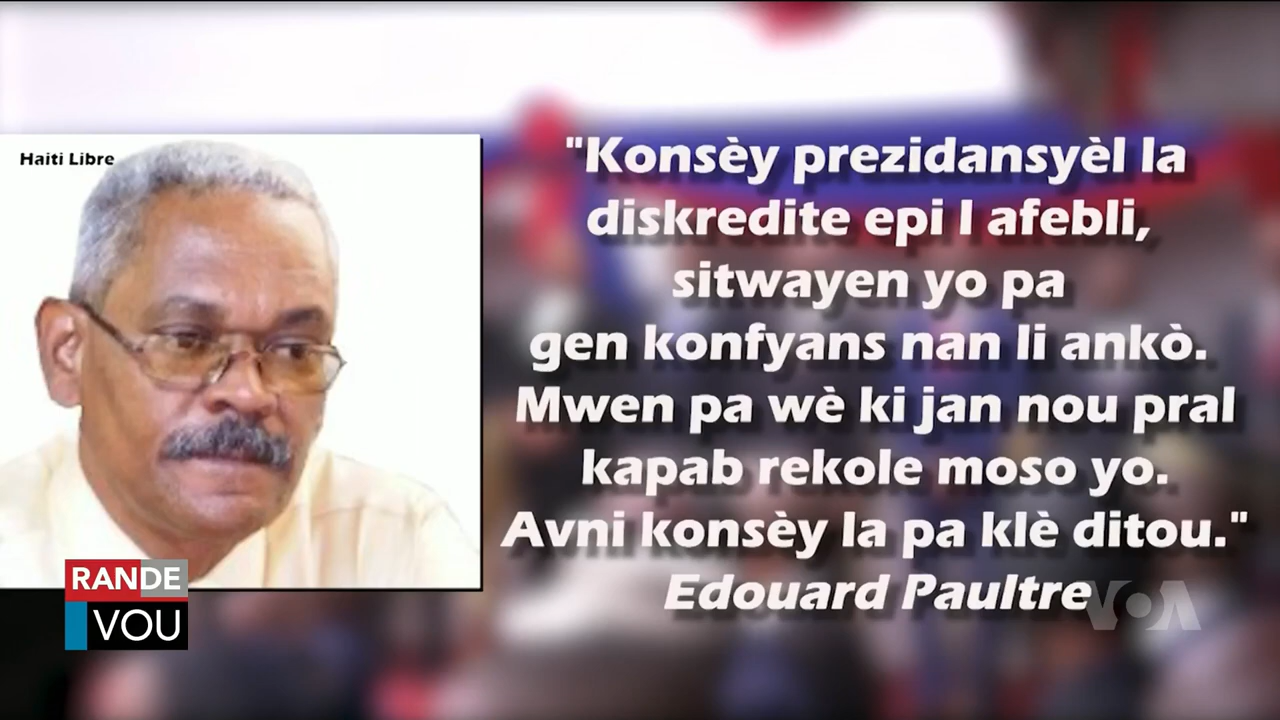 Haiti Libre
"Konsèy prezidansyèl la
diskredite epi l afebli,
sitwayen yo pa
gen konfyans nan li ankò.
Mwen pa wè ki jan nou pral
kapab rekole moso yo.
Avni konsèy la pa klè ditou."
Edouard Paultre
RANDE
VOU
VOA